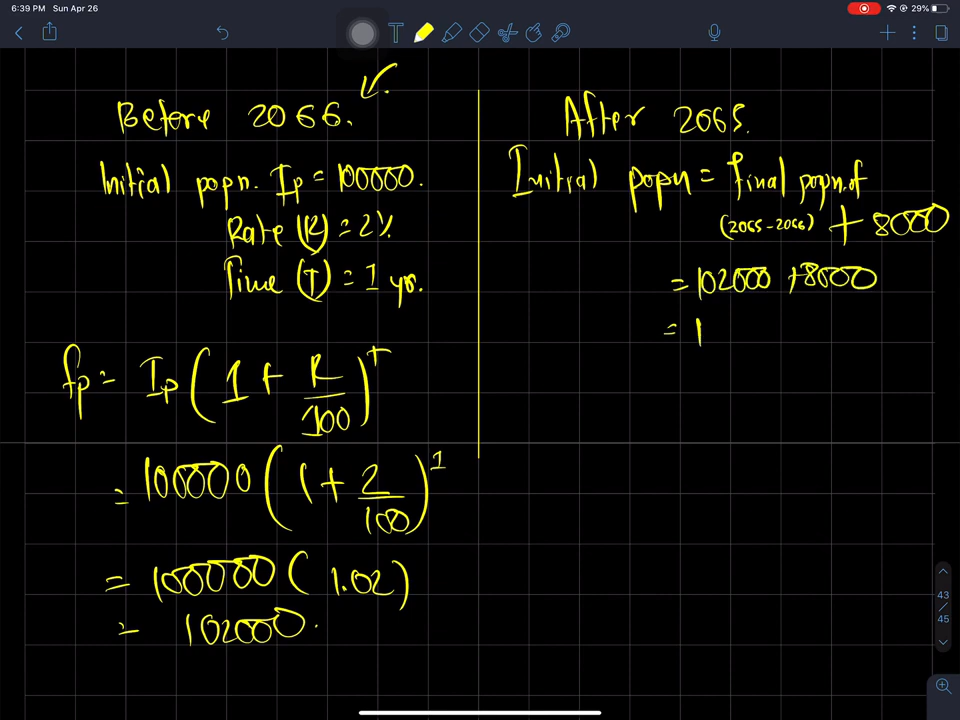 6:39 PM Sun Apr 26
29%
T
Before 2066.
Initial popn. Ip = 100000.
Rate (R) = 2%
Time (T) = 1 yr.
fp = Ip ( 1 + R/100 )^T
= 100000 ( 1 + 2/100 )^1
= 100000 ( 1.02 )
= 102000.
After 2065.
Initial popn = final popn. of
(2065-2066) + 8000
= 102000 + 8000
= 1
43
/
45